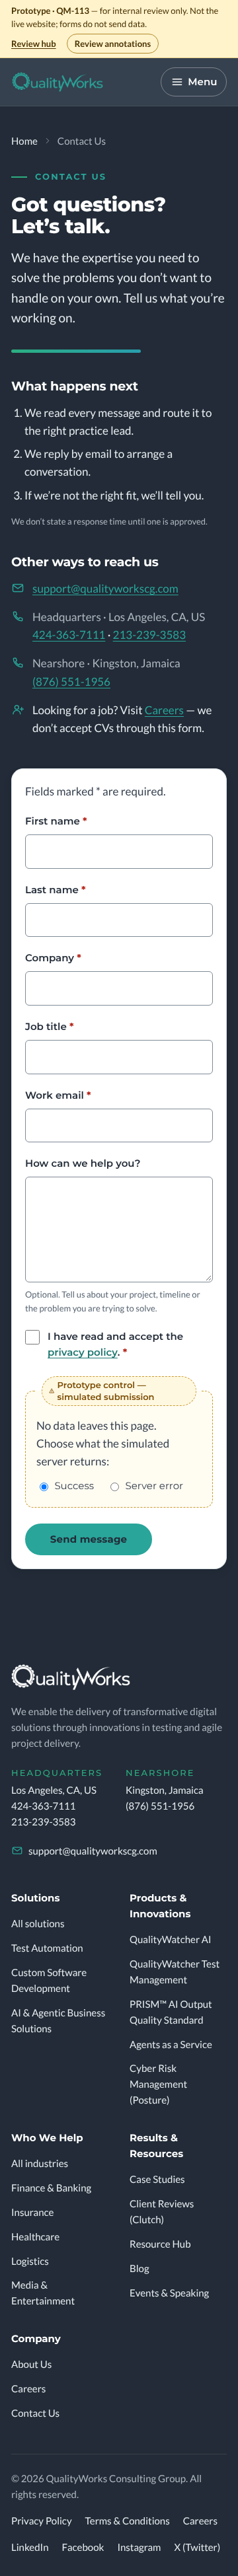 Prototype · QM-113 — for internal review only. Not the
live website; forms do not send data.
Review hub
Review annotations
QualityWorks
Menu
Home > Contact Us
CONTACT US
Got questions?
Let’s talk.
We have the expertise you need to
solve the problems you don’t want to
handle on your own. Tell us what you’re
working on.
What happens next
1. We read every message and route it to
the right practice lead.
2. We reply by email to arrange a
conversation.
3. If we’re not the right fit, we’ll tell you.
We don’t state a response time until one is approved.
Other ways to reach us
support@qualityworkscg.com
Headquarters · Los Angeles, CA, US
424-363-7111 · 213-239-3583
Nearshore · Kingston, Jamaica
(876) 551-1956
Looking for a job? Visit Careers — we
don’t accept CVs through this form.
Fields marked * are required.
First name *
Last name *
Company *
Job title *
Work email *
How can we help you?
Optional. Tell us about your project, timeline or
the problem you are trying to solve.
I have read and accept the
privacy policy. *
Prototype control —
simulated submission
No data leaves this page.
Choose what the simulated
server returns:
Success
Server error
Send message
QualityWorks
We enable the delivery of transformative digital
solutions through innovations in testing and agile
project delivery.
HEADQUARTERS
Los Angeles, CA, US
424-363-7111
213-239-3583
NEARSHORE
Kingston, Jamaica
(876) 551-1956
support@qualityworkscg.com
Solutions
All solutions
Test Automation
Custom Software
Development
AI & Agentic Business
Solutions
Products &
Innovations
QualityWatcher AI
QualityWatcher Test
Management
PRISM™ AI Output
Quality Standard
Agents as a Service
Cyber Risk
Management
(Posture)
Who We Help
All industries
Finance & Banking
Insurance
Healthcare
Logistics
Media &
Entertainment
Results &
Resources
Case Studies
Client Reviews
(Clutch)
Resource Hub
Blog
Events & Speaking
Company
About Us
Careers
Contact Us
© 2026 QualityWorks Consulting Group. All
rights reserved.
Privacy Policy
Terms & Conditions
Careers
LinkedIn
Facebook
Instagram
X (Twitter)